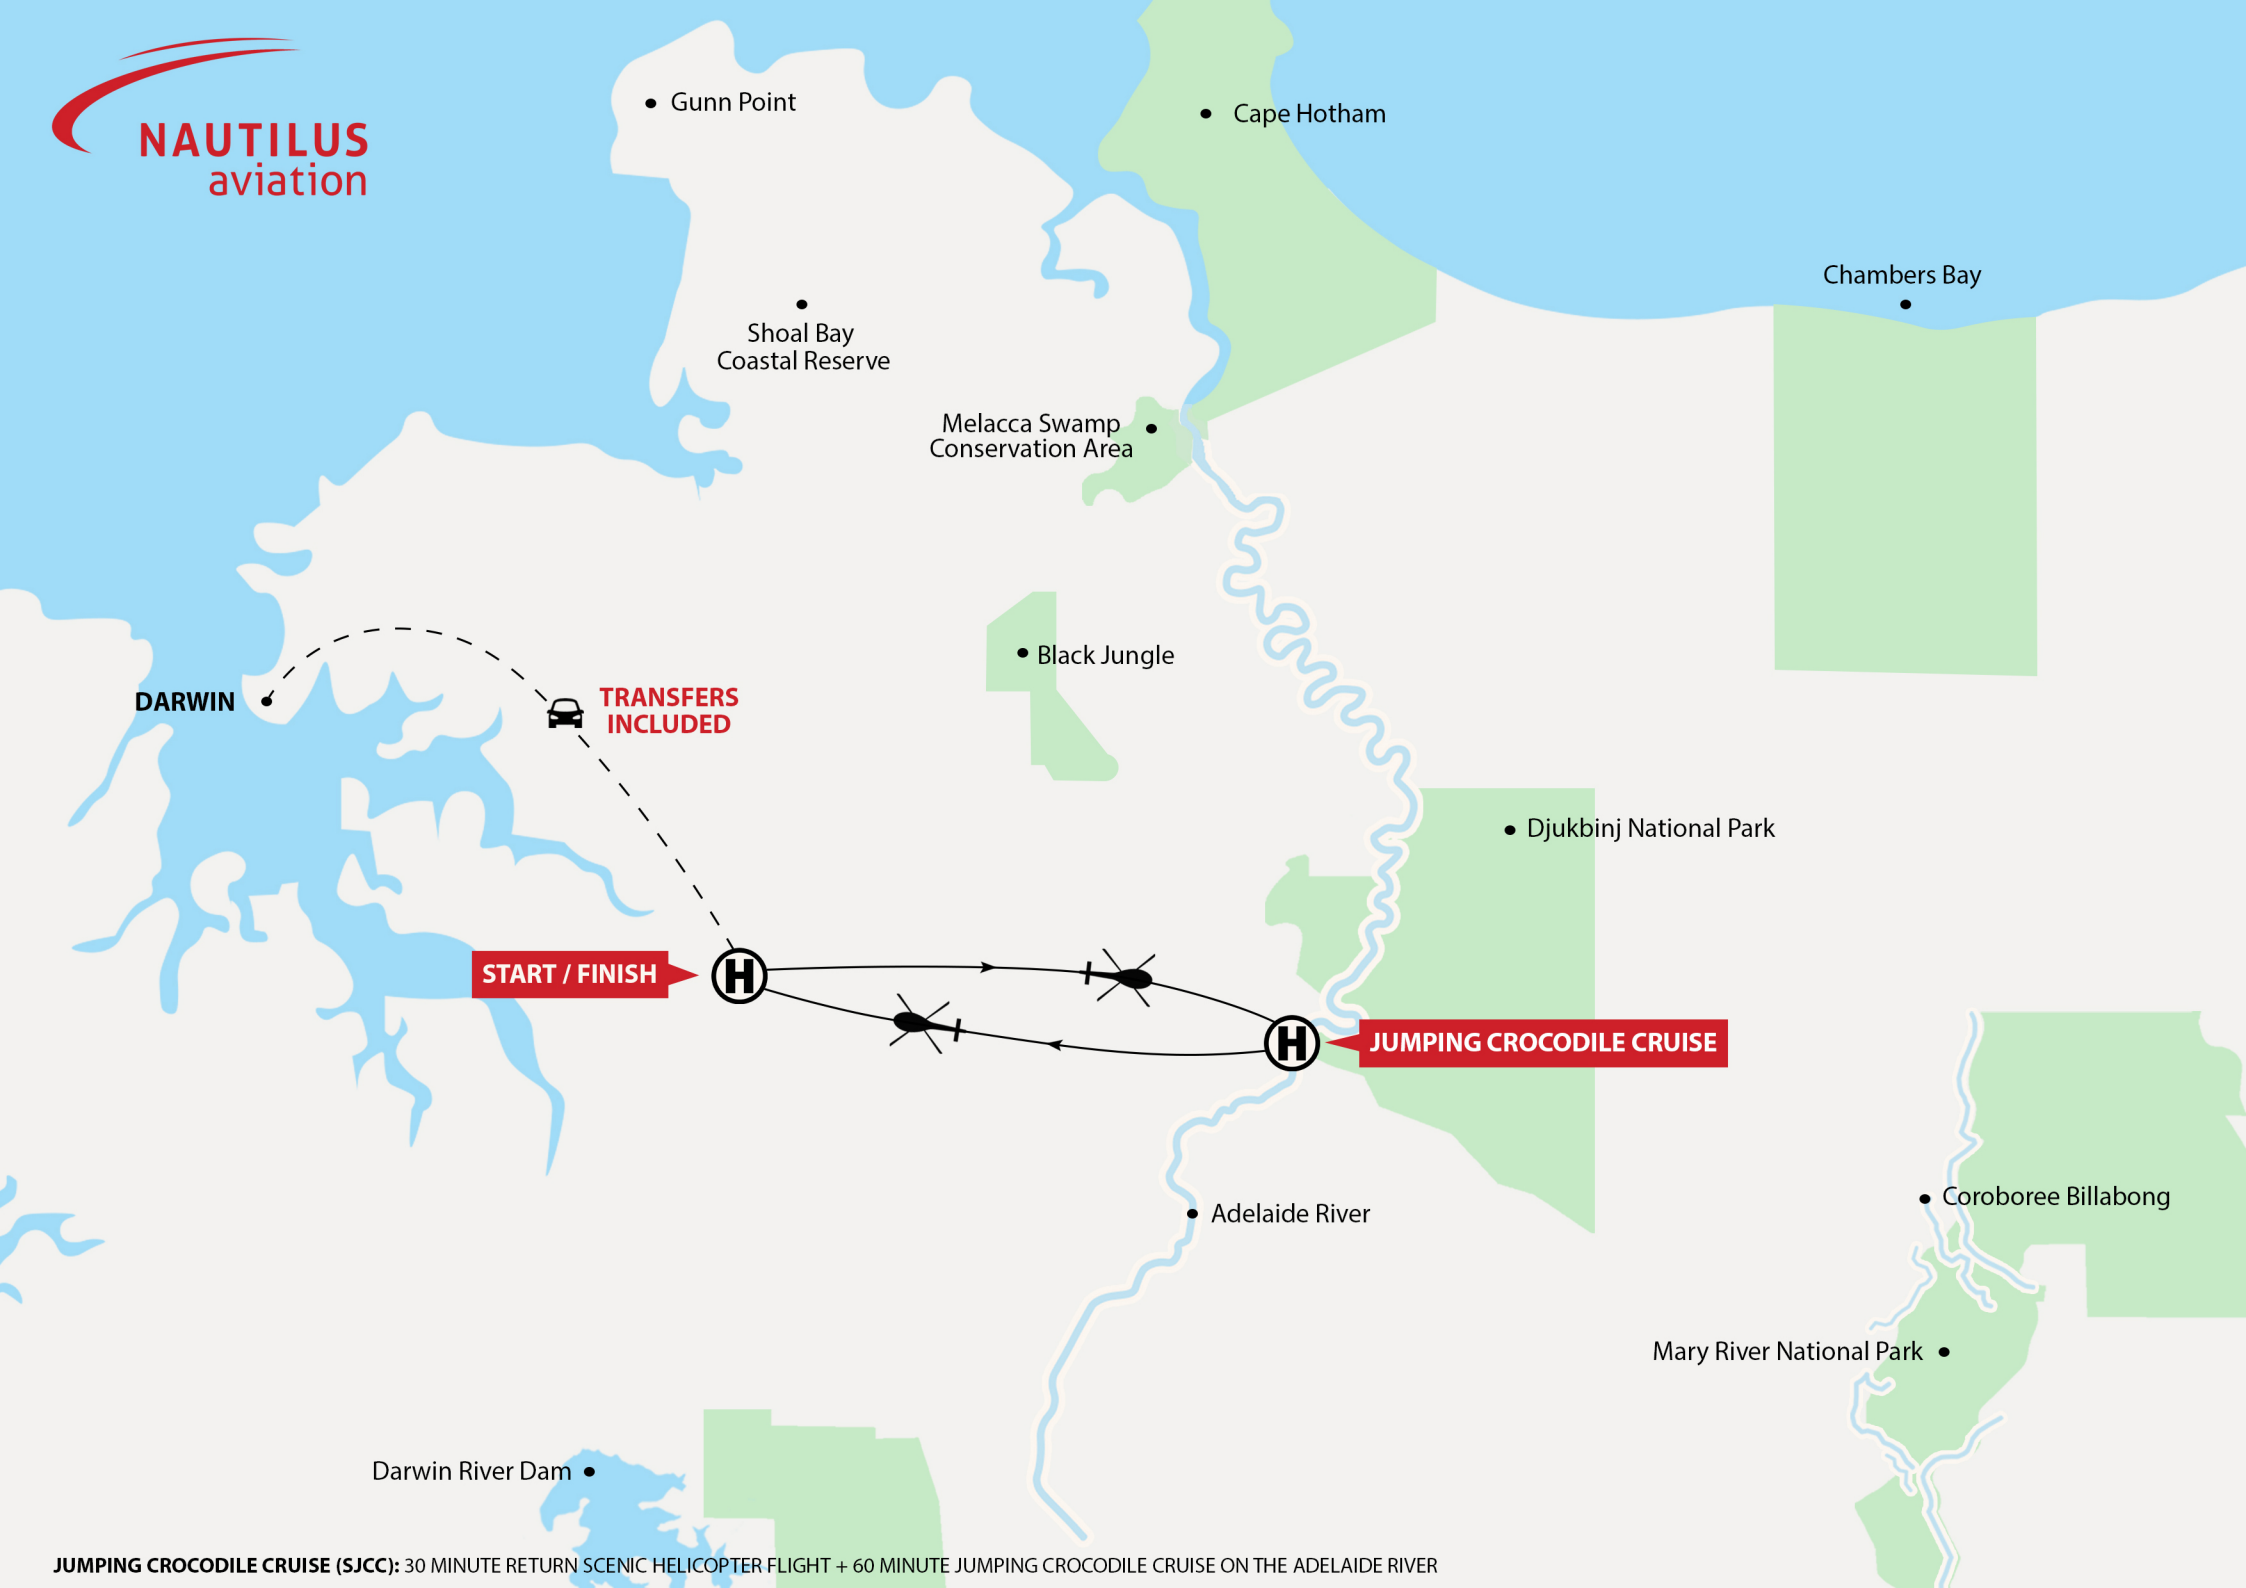 NAUTILUS
aviation
Gunn Point
Cape Hotham
Chambers Bay
Shoal Bay
Coastal Reserve
Melacca Swamp
Conservation Area
Black Jungle
DARWIN
TRANSFERS
INCLUDED
Djukbinj National Park
START / FINISH
H
H
JUMPING CROCODILE CRUISE
Coroboree Billabong
Adelaide River
Mary River National Park
Darwin River Dam
JUMPING CROCODILE CRUISE (SJCC): 30 MINUTE RETURN SCENIC HELICOPTER FLIGHT + 60 MINUTE JUMPING CROCODILE CRUISE ON THE ADELAIDE RIVER